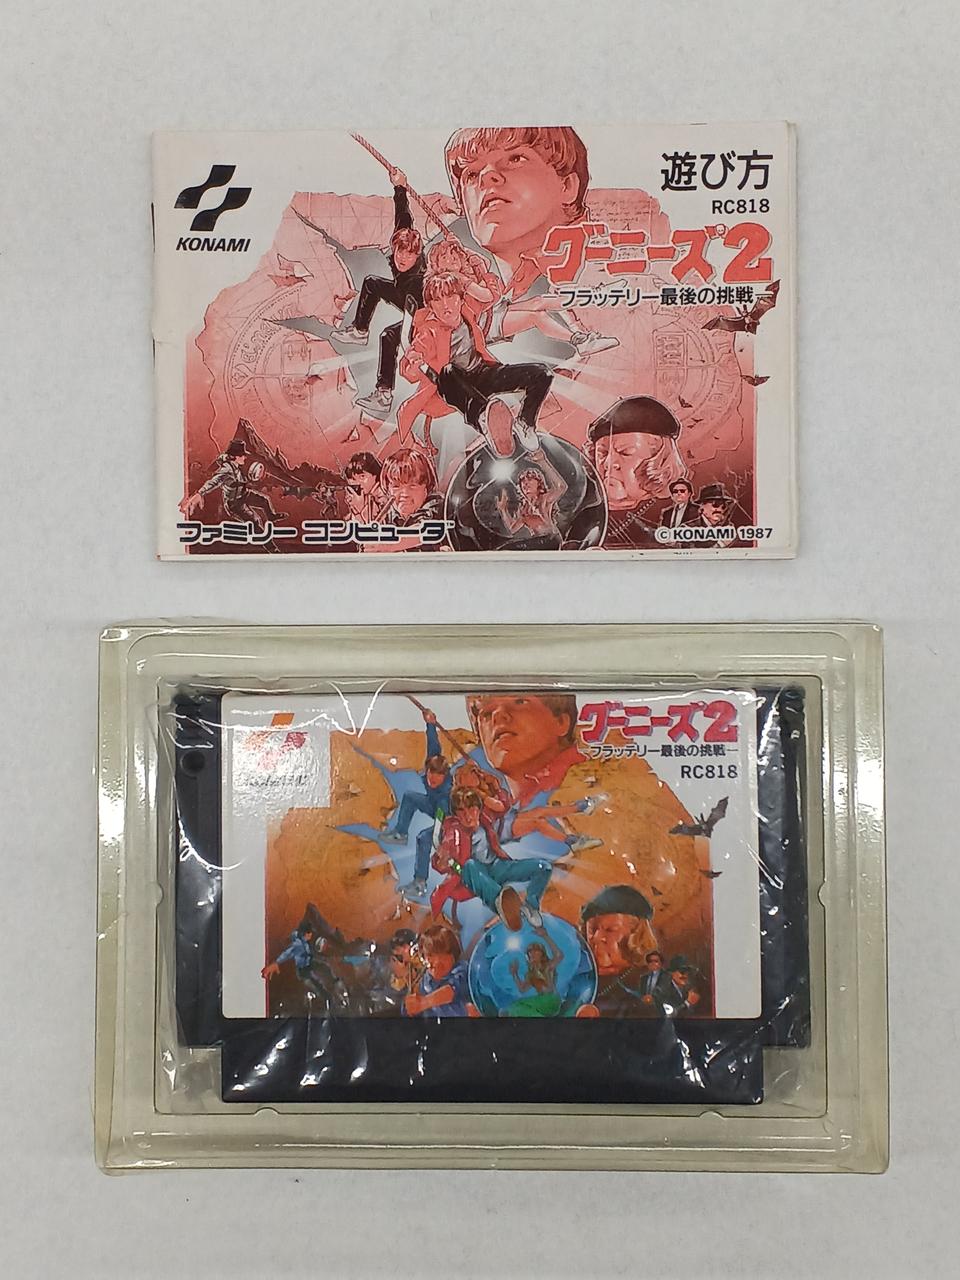 KONAMI
遊び方
RC818
グーニーズ2
フラッテリー最後の挑戦
ファミリー コンピュータ™
© KONAMI 1987
グーニーズ2
フラッテリー最後の挑戦
RC818